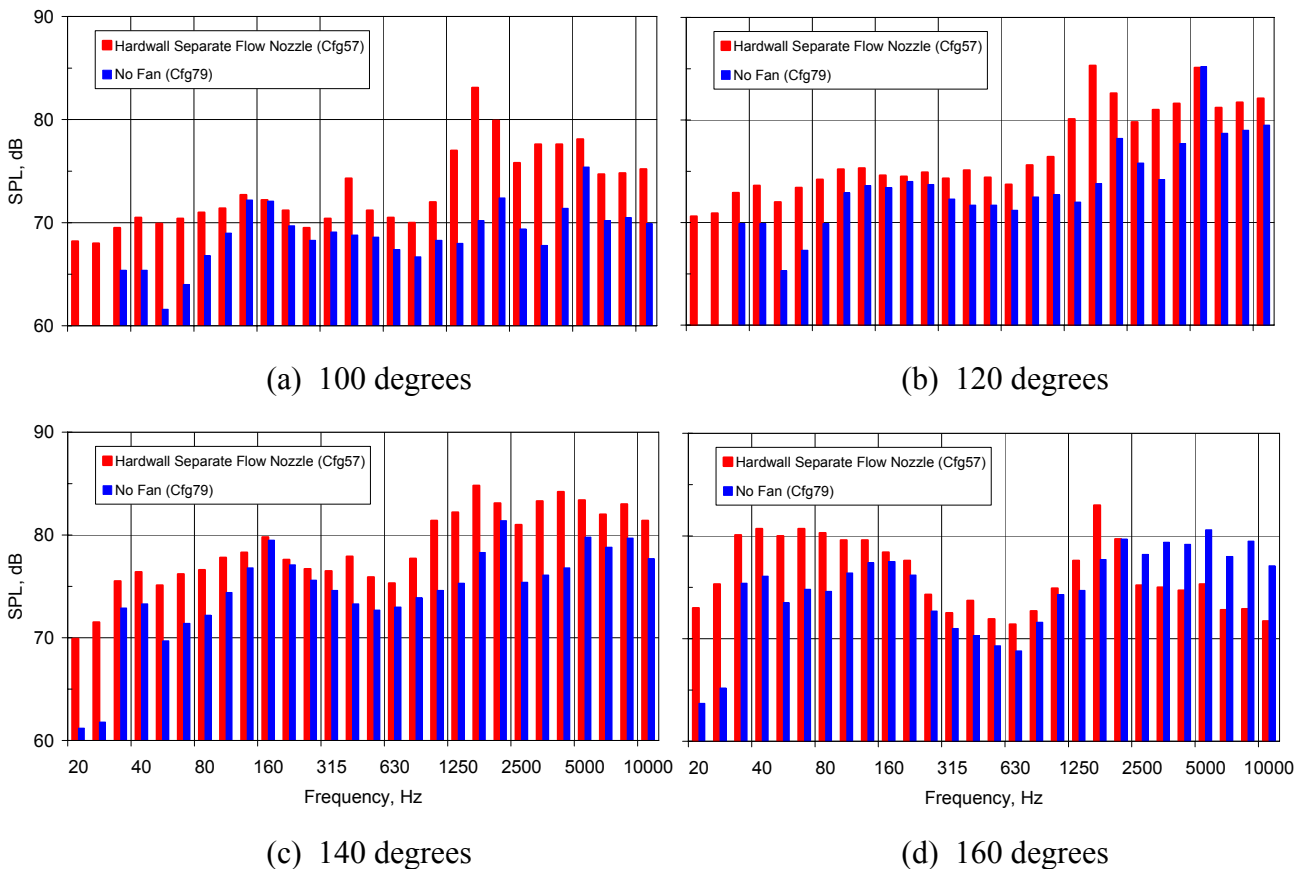 90
80
70
60
SPL, dB
Hardwall Separate Flow Nozzle (Cfg57)
No Fan (Cfg79)
(a) 100 degrees
Hardwall Separate Flow Nozzle (Cfg57)
No Fan (Cfg79)
(b) 120 degrees
90
80
70
60
SPL, dB
Hardwall Separate Flow Nozzle (Cfg57)
No Fan (Cfg79)
20 40 80 160 315 630 1250 2500 5000 10000
Frequency, Hz
(c) 140 degrees
Hardwall Separate Flow Nozzle (Cfg57)
No Fan (Cfg79)
20 40 80 160 315 630 1250 2500 5000 10000
Frequency, Hz
(d) 160 degrees